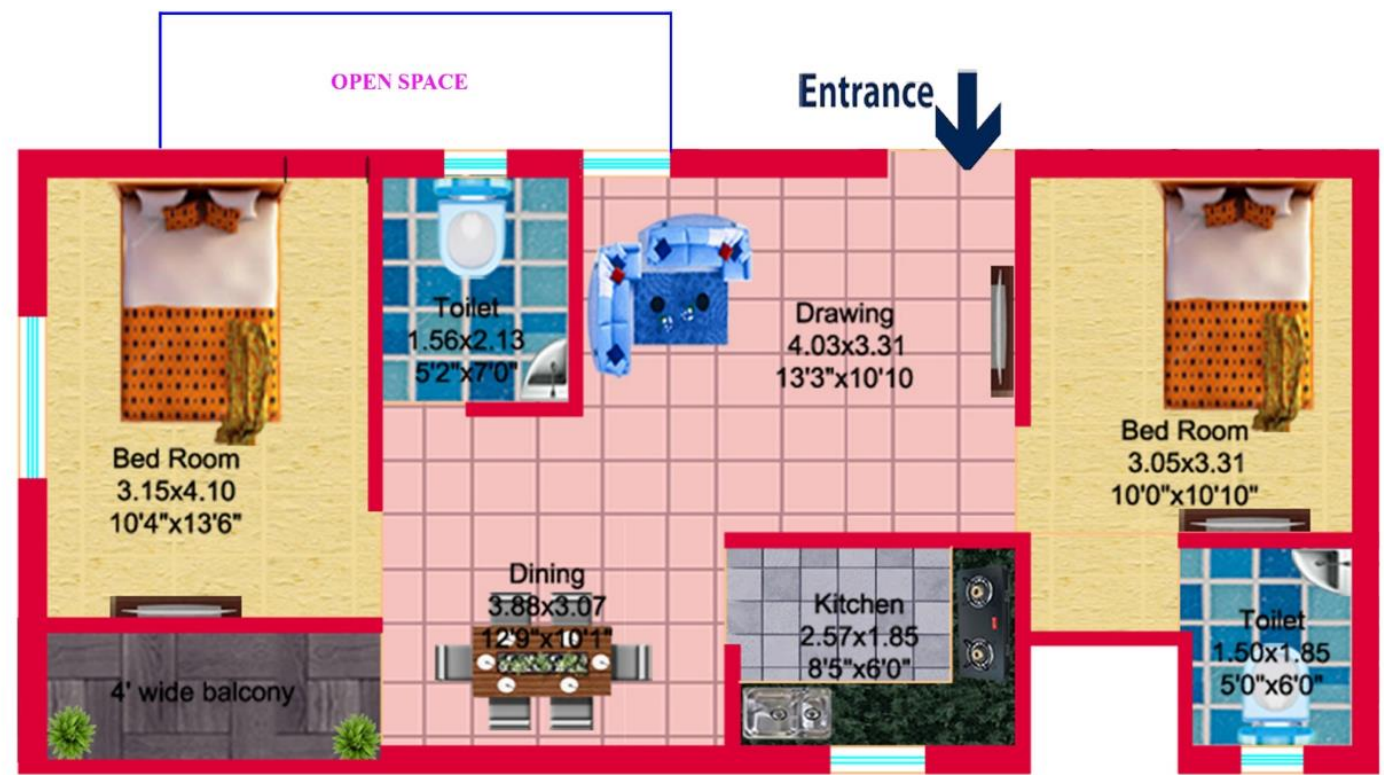 OPEN SPACE
Entrance
Toilet
1.56x2.13
5'2"x7'0"
Drawing
4.03x3.31
13'3"x10'10
Bed Room
3.15x4.10
10'4"x13'6"
Bed Room
3.05x3.31
10'0"x10'10"
Dining
3.88x3.07
12'9"x10'1"
Kitchen
2.57x1.85
8'5"x6'0"
Toilet
1.50x1.85
5'0"x6'0"
4' wide balcony